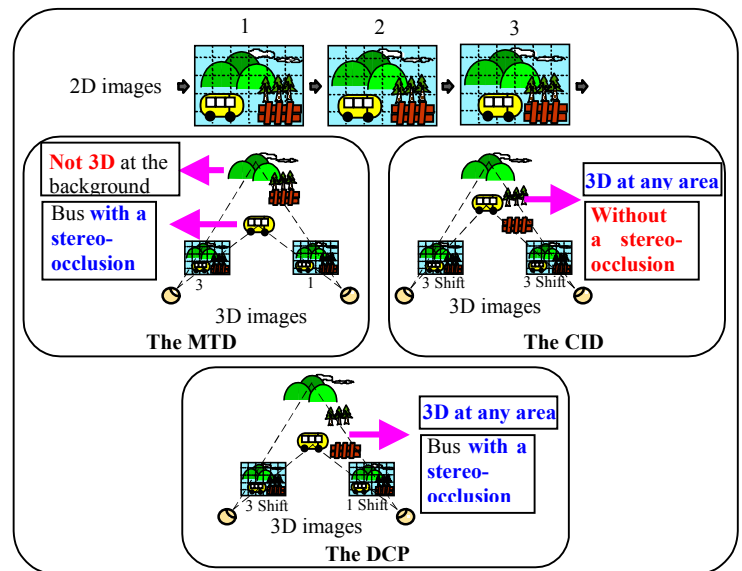 1 2 3
2D images
Not 3D at the
background
Bus with a
stereo-
occlusion
3 1
3D images
The MTD
3D at any area
Without
a stereo-
occlusion
3 Shift 3 Shift
3D images
The CID
3D at any area
Bus with a
stereo-
occlusion
3 Shift 1 Shift
3D images
The DCP